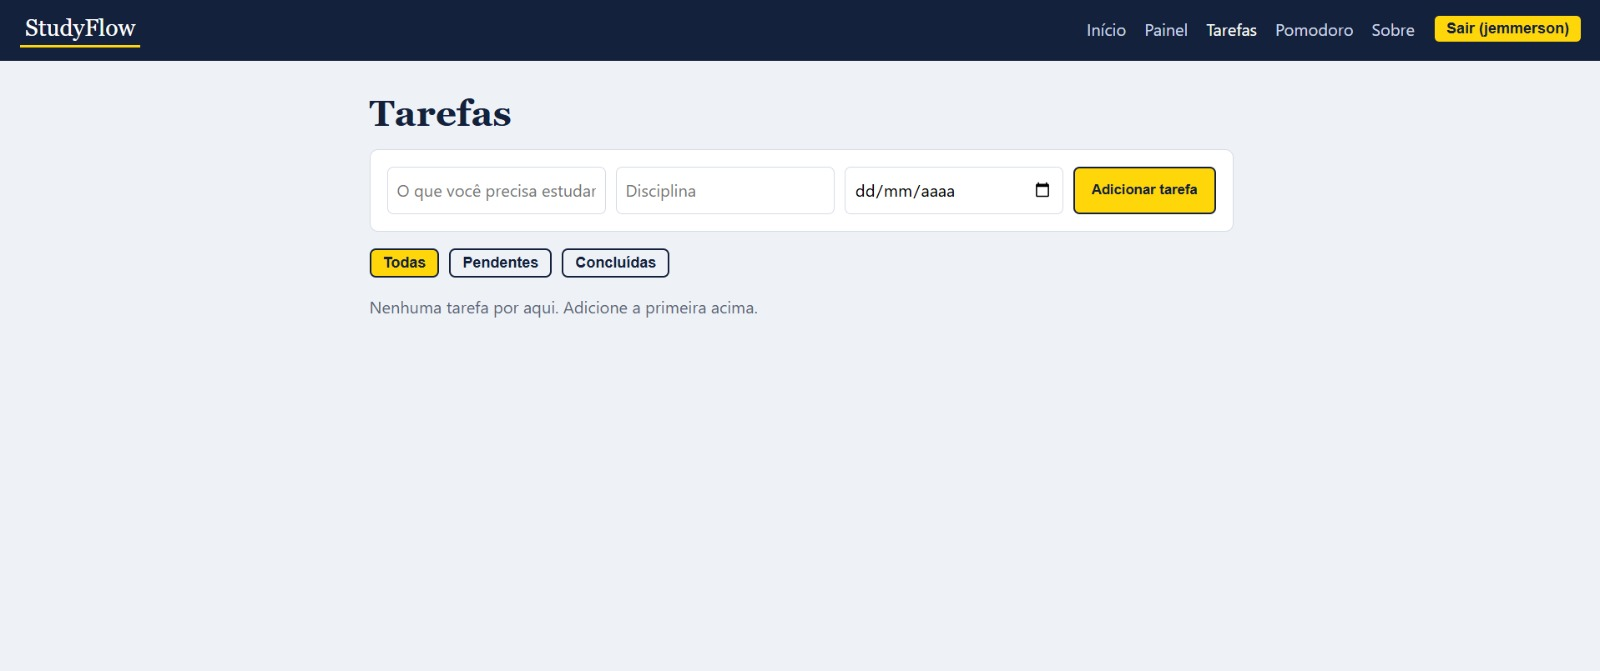 StudyFlow
Início Painel Tarefas Pomodoro Sobre Sair (jemmerson)
Tarefas
O que você precisa estudar Disciplina dd/mm/aaaa Adicionar tarefa
Todas Pendentes Concluídas
Nenhuma tarefa por aqui. Adicione a primeira acima.